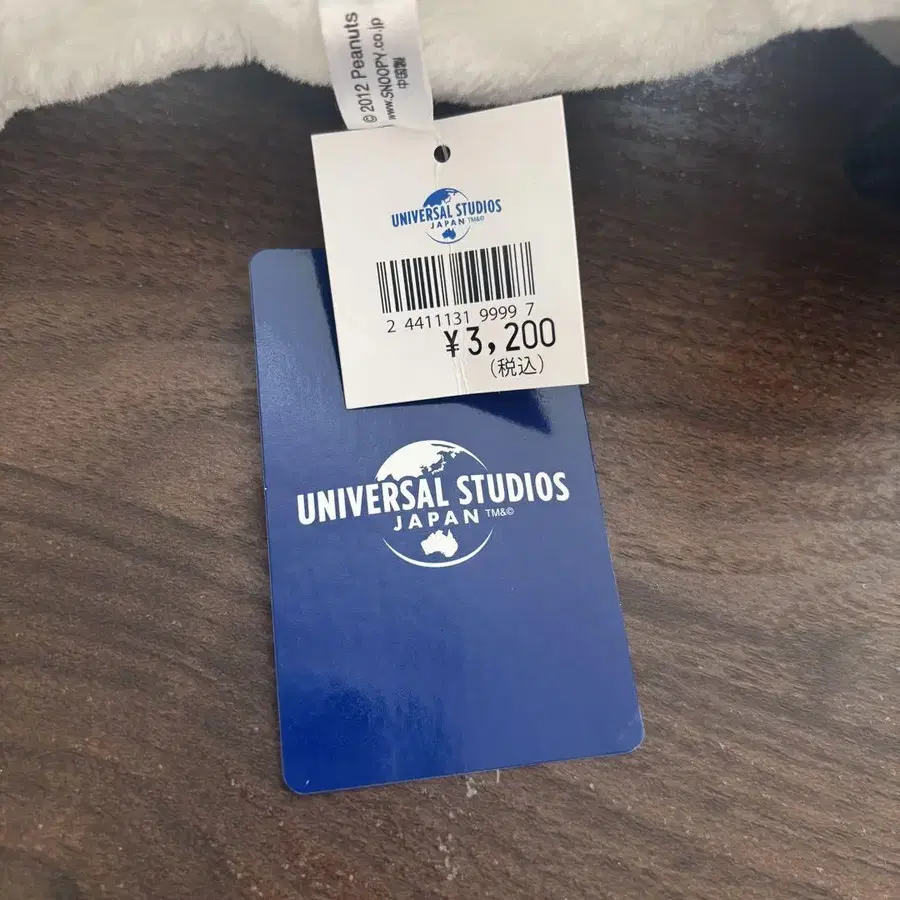 © 2012 Peanuts
www.SNOOPY.co.jp
中国製
UNIVERSAL STUDIOS
JAPAN TM&©
2 4411131 9999 7
¥3,200
(税込)
UNIVERSAL STUDIOS
JAPAN TM&©